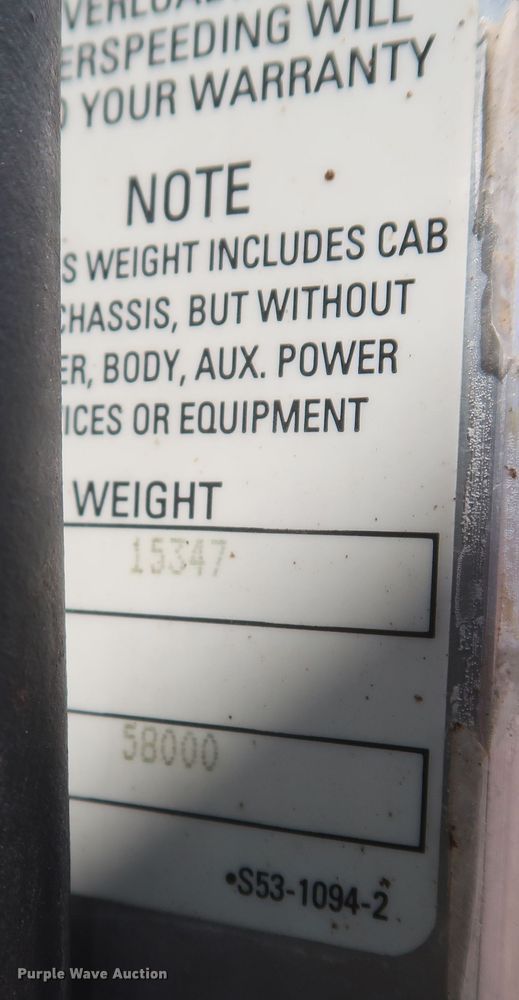 ERSPEEDING WILL
YOUR WARRANTY
NOTE
S WEIGHT INCLUDES CAB
CHASSIS, BUT WITHOUT
ER, BODY, AUX. POWER
ICES OR EQUIPMENT
WEIGHT
15347
58000
•S53-1094-2
Purple Wave Auction